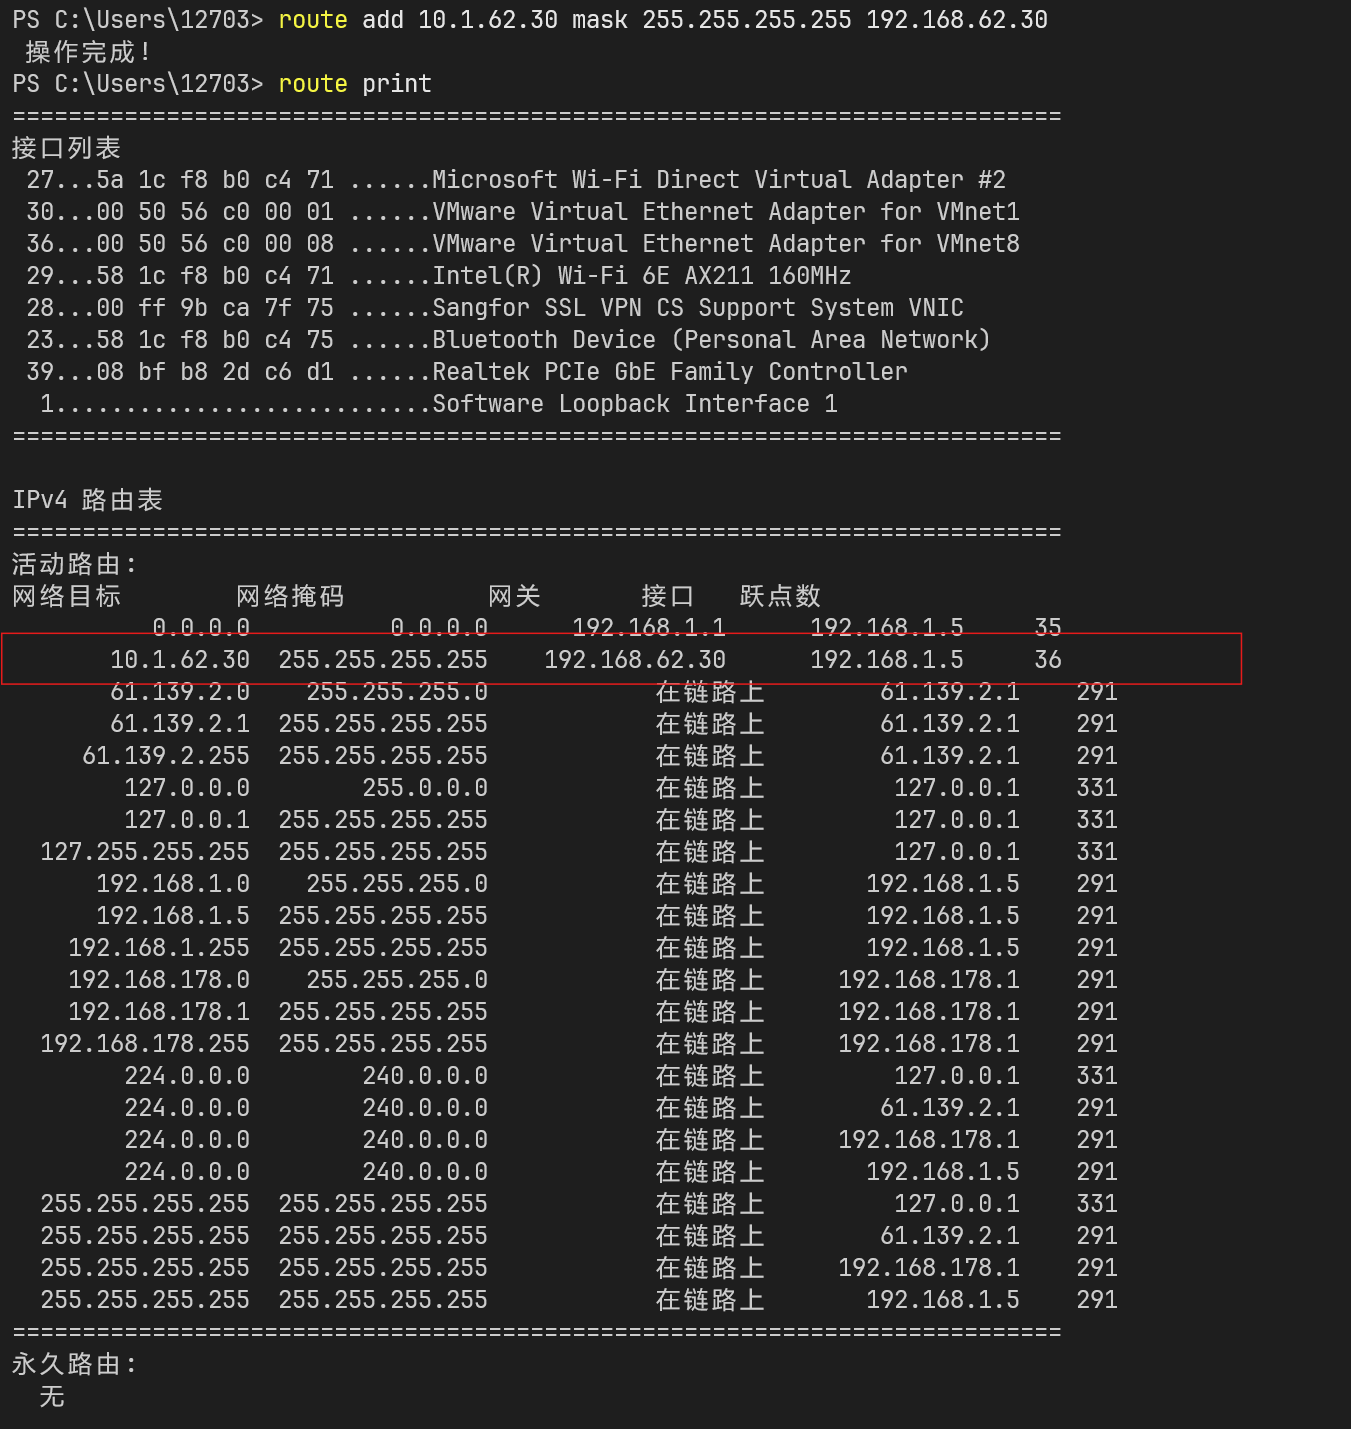 PS C:\Users\12703> route add 10.1.62.30 mask 255.255.255.255 192.168.62.30
 操作完成!
PS C:\Users\12703> route print
===========================================================================
接口列表
 27...5a 1c f8 b0 c4 71 ......Microsoft Wi-Fi Direct Virtual Adapter #2
 30...00 50 56 c0 00 01 ......VMware Virtual Ethernet Adapter for VMnet1
 36...00 50 56 c0 00 08 ......VMware Virtual Ethernet Adapter for VMnet8
 29...58 1c f8 b0 c4 71 ......Intel(R) Wi-Fi 6E AX211 160MHz
 28...00 ff 9b ca 7f 75 ......Sangfor SSL VPN CS Support System VNIC
 23...58 1c f8 b0 c4 75 ......Bluetooth Device (Personal Area Network)
 39...08 bf b8 2d c6 d1 ......Realtek PCIe GbE Family Controller
  1...........................Software Loopback Interface 1
===========================================================================

IPv4 路由表
===========================================================================
活动路由:
网络目标        网络掩码          网关       接口   跃点数
          0.0.0.0          0.0.0.0      192.168.1.1      192.168.1.5     35
       10.1.62.30  255.255.255.255    192.168.62.30      192.168.1.5     36
       61.139.2.0    255.255.255.0            在链路上        61.139.2.1    291
       61.139.2.1  255.255.255.255            在链路上        61.139.2.1    291
     61.139.2.255  255.255.255.255            在链路上        61.139.2.1    291
        127.0.0.0        255.0.0.0            在链路上         127.0.0.1    331
        127.0.0.1  255.255.255.255            在链路上         127.0.0.1    331
  127.255.255.255  255.255.255.255            在链路上         127.0.0.1    331
      192.168.1.0    255.255.255.0            在链路上       192.168.1.5    291
      192.168.1.5  255.255.255.255            在链路上       192.168.1.5    291
    192.168.1.255  255.255.255.255            在链路上       192.168.1.5    291
    192.168.178.0    255.255.255.0            在链路上     192.168.178.1    291
    192.168.178.1  255.255.255.255            在链路上     192.168.178.1    291
  192.168.178.255  255.255.255.255            在链路上     192.168.178.1    291
        224.0.0.0        240.0.0.0            在链路上         127.0.0.1    331
        224.0.0.0        240.0.0.0            在链路上        61.139.2.1    291
        224.0.0.0        240.0.0.0            在链路上     192.168.178.1    291
        224.0.0.0        240.0.0.0            在链路上       192.168.1.5    291
  255.255.255.255  255.255.255.255            在链路上         127.0.0.1    331
  255.255.255.255  255.255.255.255            在链路上        61.139.2.1    291
  255.255.255.255  255.255.255.255            在链路上     192.168.178.1    291
  255.255.255.255  255.255.255.255            在链路上       192.168.1.5    291
===========================================================================
永久路由:
  无